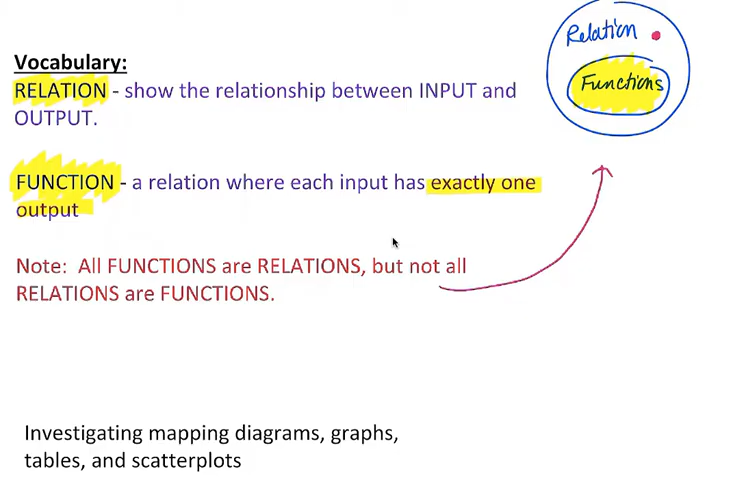 Vocabulary:
RELATION - show the relationship between INPUT and
OUTPUT.
FUNCTION - a relation where each input has exactly one
output
Note:  All FUNCTIONS are RELATIONS, but not all
RELATIONS are FUNCTIONS.
Relation
Functions
Investigating mapping diagrams, graphs,
tables, and scatterplots